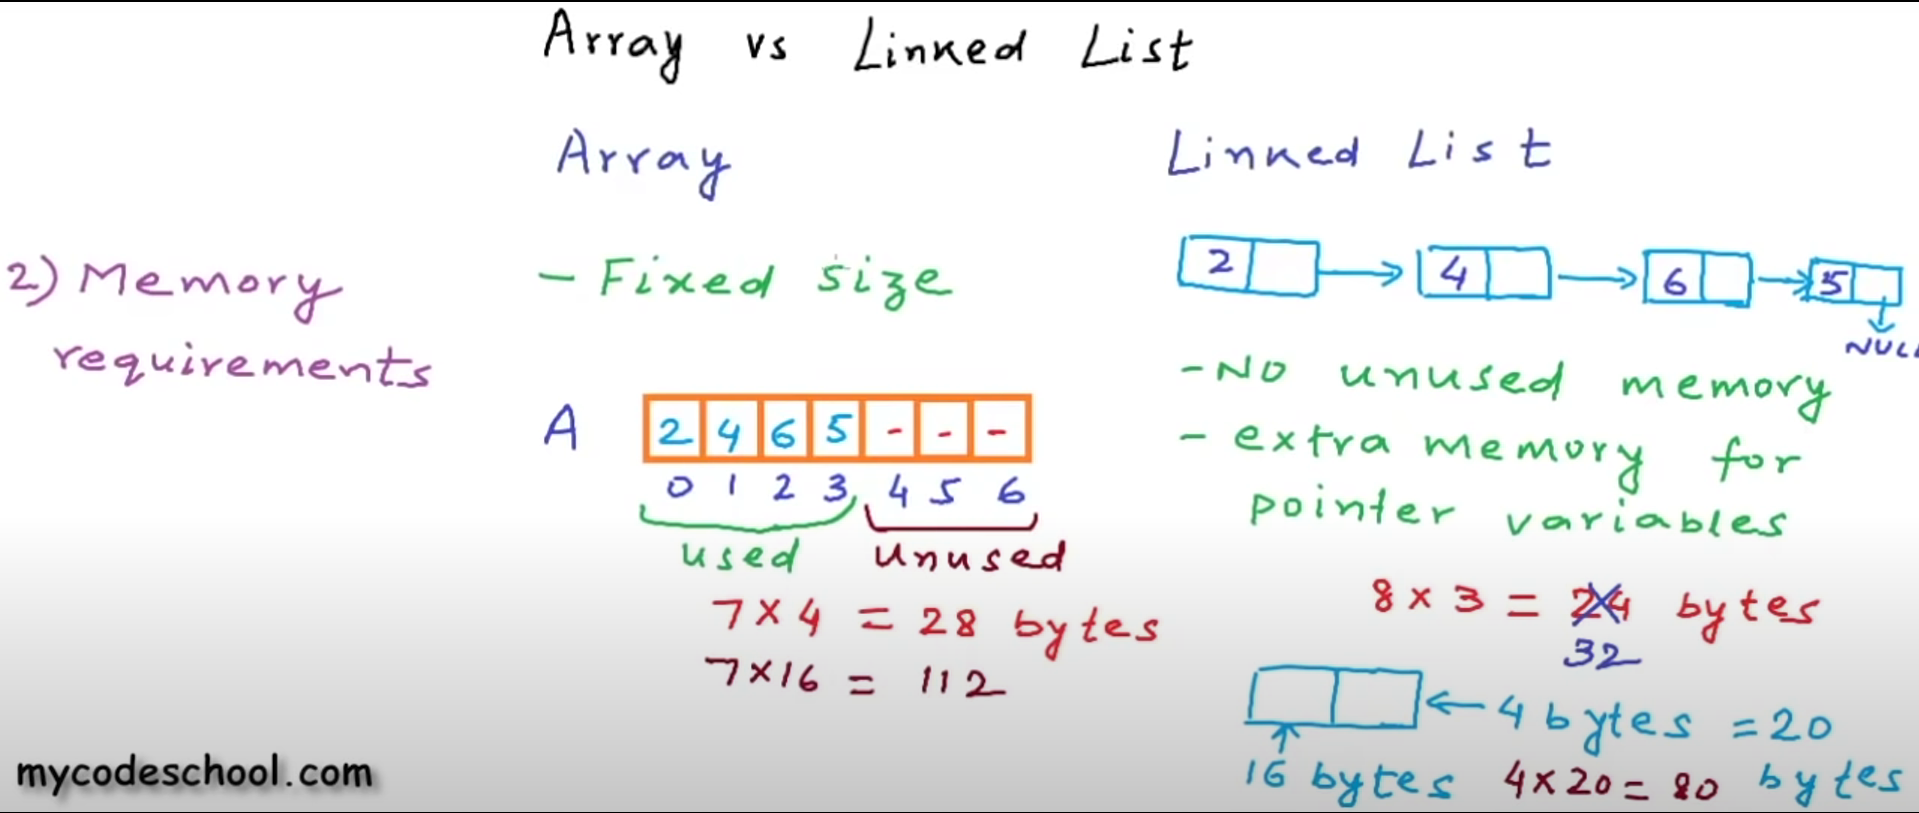 Array vs Linked List
Array
Linked List
2) Memory
requirements
- Fixed size
A
2 4 6 5 - - -
0 1 2 3 4 5 6
used unused
7 × 4 = 28 bytes
7 × 16 = 112
2 → 4 → 6 → 5
NULL
- No unused memory
- extra memory for
pointer variables
8 × 3 = 24 bytes
32
← 4 bytes = 20
16 bytes 4 × 20 = 80 bytes
mycodeschool.com